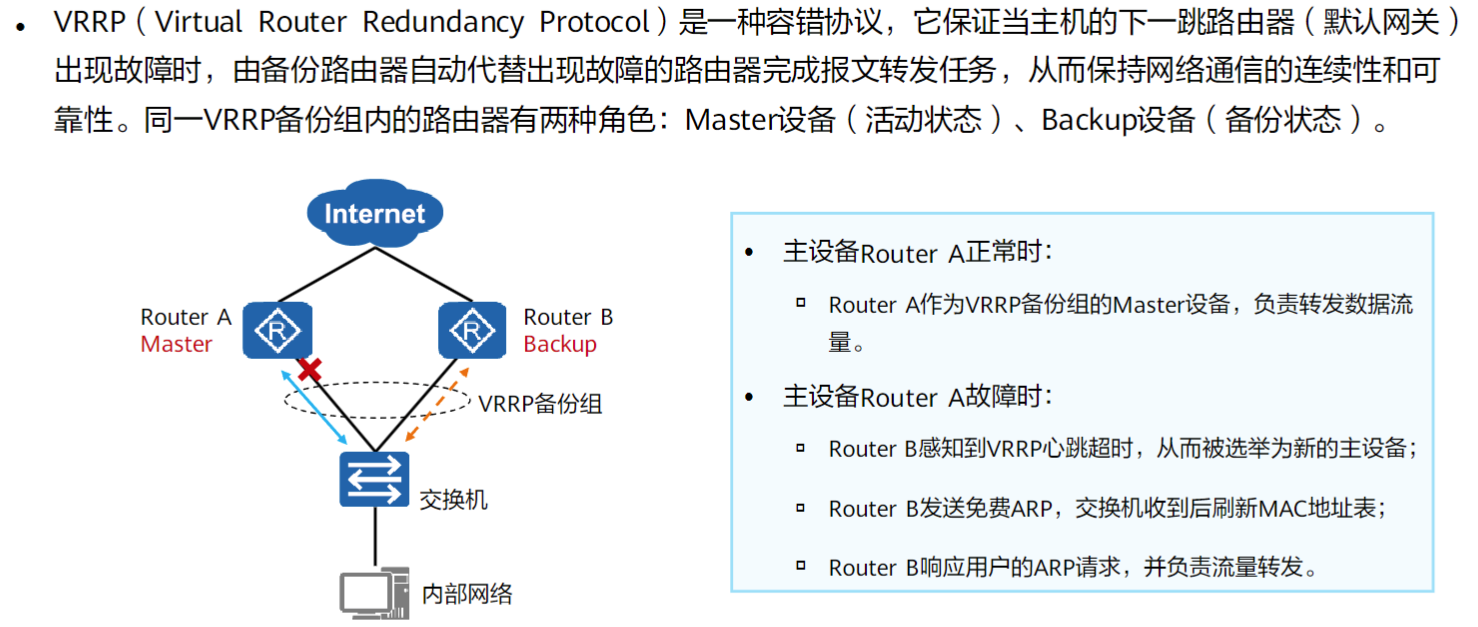 • VRRP（Virtual Router Redundancy Protocol）是一种容错协议，它保证当主机的下一跳路由器（默认网关）
出现故障时，由备份路由器自动代替出现故障的路由器完成报文转发任务，从而保持网络通信的连续性和可
靠性。同一VRRP备份组内的路由器有两种角色：Master设备（活动状态）、Backup设备（备份状态）。
Internet
Router A
Master
R
R
Router B
Backup
VRRP备份组
交换机
内部网络
• 主设备Router A正常时：
▫ Router A作为VRRP备份组的Master设备，负责转发数据流
量。
• 主设备Router A故障时：
▫ Router B感知到VRRP心跳超时，从而被选举为新的主设备；
▫ Router B发送免费ARP，交换机收到后刷新MAC地址表；
▫ Router B响应用户的ARP请求，并负责流量转发。